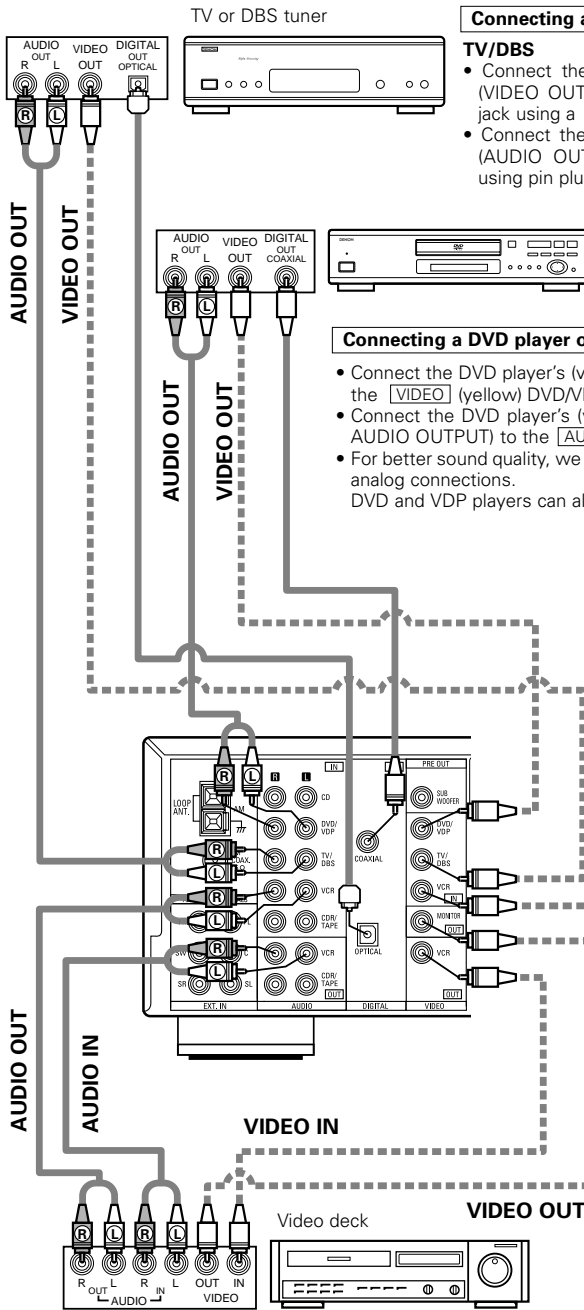 TV or DBS tuner
AUDIO VIDEO DIGITAL
OUT OUT
R L OUT OPTICAL
DENON
R L
AUDIO OUT
VIDEO OUT
Connecting a
TV/DBS
• Connect the
(VIDEO OUT
jack using a
• Connect the
(AUDIO OUT
using pin plu
AUDIO VIDEO DIGITAL
OUT OUT
R L OUT COAXIAL
DENON
R L
AUDIO OUT
VIDEO OUT
Connecting a DVD player o
• Connect the DVD player's (v
the VIDEO (yellow) DVD/V
• Connect the DVD player's (
AUDIO OUTPUT) to the AU
• For better sound quality, we
analog connections.
DVD and VDP players can al
R L
LOOP
ANT.
AM
COAX.
R L IN
CD
DVD/
VDP
TV/
DBS
VCR
CDR/
TAPE
VCR
CDR/
TAPE
OUT
R
L
R
L
R
L
SW C
SR SL
EXT. IN
AUDIO
COAXIAL
OPTICAL
DIGITAL
PRE OUT
SUB
WOOFER
DVD/
VDP
TV/
DBS
VCR
IN
MONITOR
OUT
VCR
OUT
VIDEO
AUDIO OUT
AUDIO IN
VIDEO IN
VIDEO OUT
R L R L
R L R L OUT IN
OUT IN
AUDIO VIDEO
Video deck